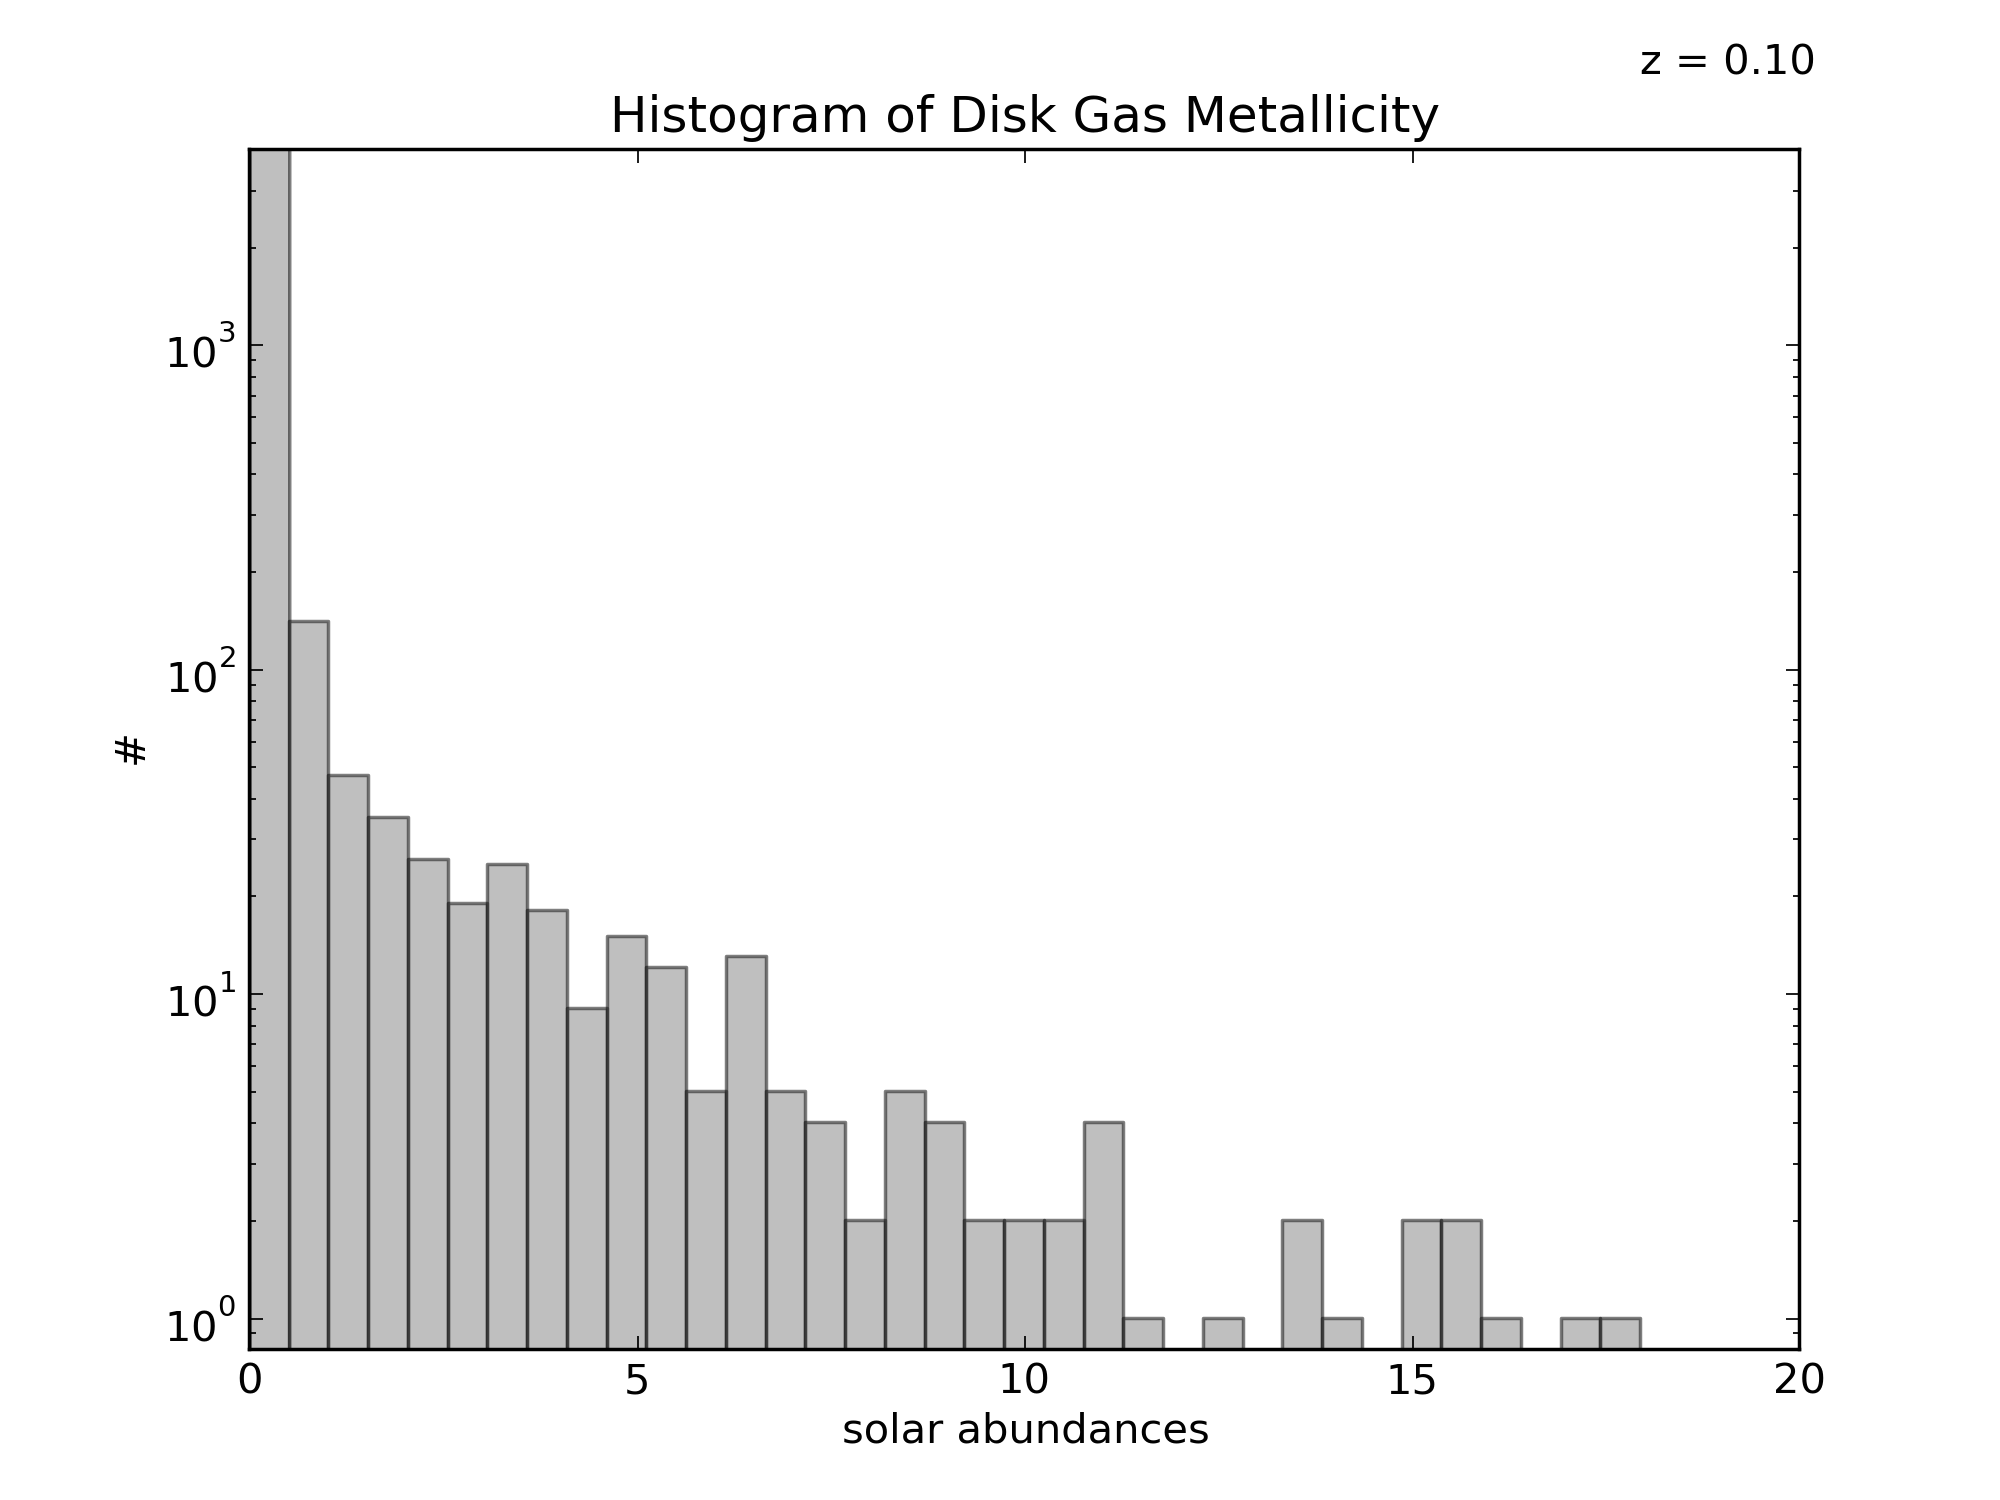 z = 0.10
Histogram of Disk Gas Metallicity
10³
10²
#
10¹
10⁰
0 5 10 15 20
solar abundances